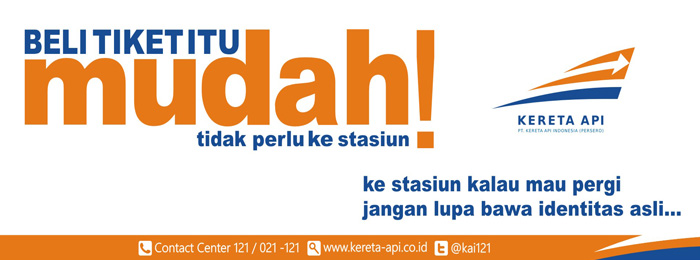 BELI TIKET ITU
mudah!
tidak perlu ke stasiun
KERETA API
PT. KERETA API INDONESIA (PERSERO)
ke stasiun kalau mau pergi
jangan lupa bawa identitas asli...
Contact Center 121 / 021 -121 www.kereta-api.co.id @kai121